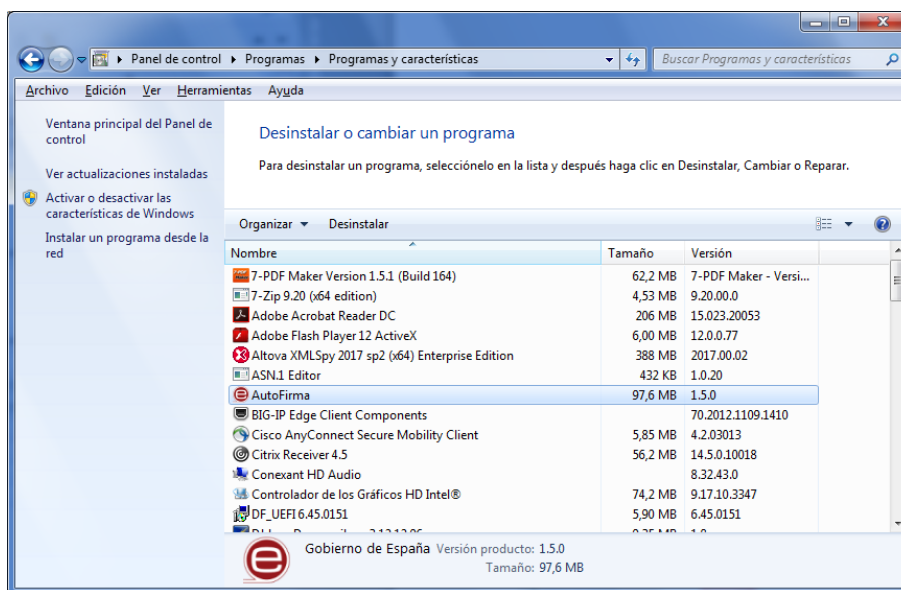 Panel de control Programas Programas y características Buscar Programas y características
Archivo Edición Ver Herramientas Ayuda
Ventana principal del Panel de control
Ver actualizaciones instaladas
Activar o desactivar las características de Windows
Instalar un programa desde la red
Desinstalar o cambiar un programa
Para desinstalar un programa, selecciónelo en la lista y después haga clic en Desinstalar, Cambiar o Reparar.
Organizar Desinstalar
Nombre Tamaño Versión
7-PDF Maker Version 1.5.1 (Build 164) 62,2 MB 7-PDF Maker - Versi...
7-Zip 9.20 (x64 edition) 4,53 MB 9.20.00.0
Adobe Acrobat Reader DC 206 MB 15.023.20053
Adobe Flash Player 12 ActiveX 6,00 MB 12.0.0.77
Altova XMLSpy 2017 sp2 (x64) Enterprise Edition 388 MB 2017.00.02
ASN.1 Editor 432 KB 1.0.20
AutoFirma 97,6 MB 1.5.0
BIG-IP Edge Client Components 70.2012.1109.1410
Cisco AnyConnect Secure Mobility Client 5,85 MB 4.2.03013
Citrix Receiver 4.5 56,2 MB 14.5.0.10018
Conexant HD Audio 8.32.43.0
Controlador de los Gráficos HD Intel® 74,2 MB 9.17.10.3347
DF_UEFI 6.45.0151 5,90 MB 6.45.0151
Gobierno de España Versión producto: 1.5.0
Tamaño: 97,6 MB